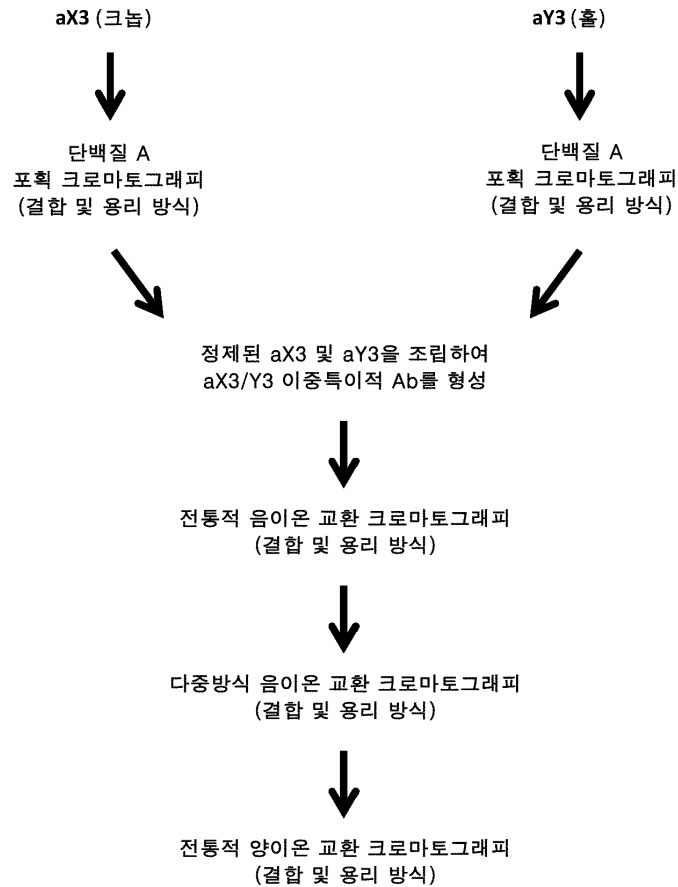 aX3 (크놉)
aY3 (홀)
단백질 A
포획 크로마토그래피
(결합 및 용리 방식)
단백질 A
포획 크로마토그래피
(결합 및 용리 방식)
정제된 aX3 및 aY3을 조립하여
aX3/Y3 이중특이적 Ab를 형성
전통적 음이온 교환 크로마토그래피
(결합 및 용리 방식)
다중방식 음이온 교환 크로마토그래피
(결합 및 용리 방식)
전통적 양이온 교환 크로마토그래피
(결합 및 용리 방식)